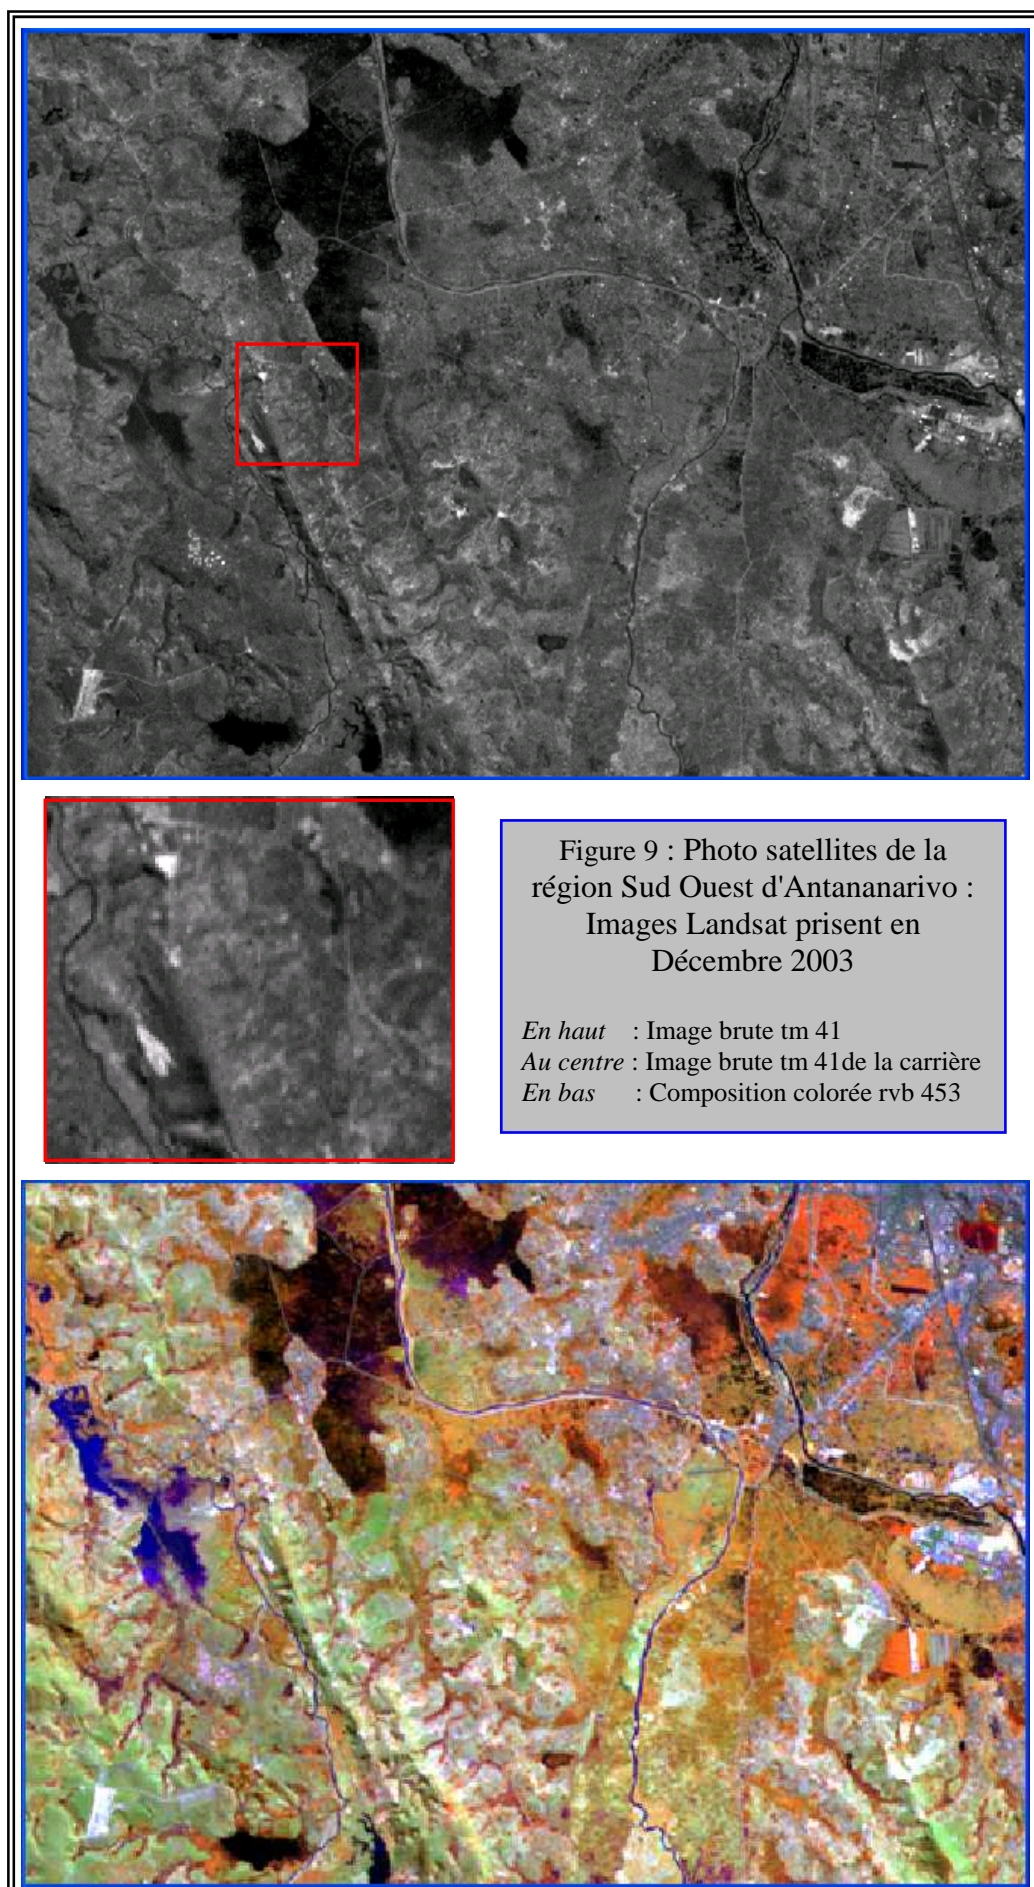 Figure 9 : Photo satellites de la
région Sud Ouest d'Antananarivo :
Images Landsat prisent en
Décembre 2003
En haut : Image brute tm 41
Au centre : Image brute tm 41de la carrière
En bas : Composition colorée rvb 453